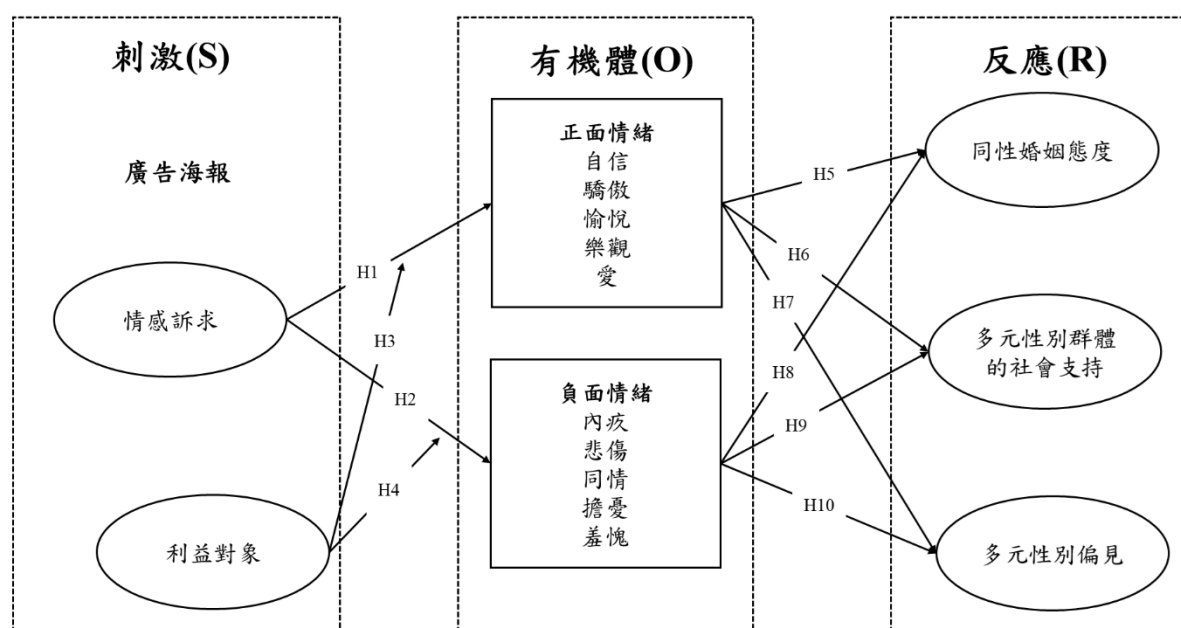 刺激(S)
廣告海報
情感訴求
利益對象
H1
H3
H2
H4
有機體(O)
正面情緒
自信
驕傲
愉悅
樂觀
愛
負面情緒
內疚
悲傷
同情
擔憂
羞愧
H5
H6
H7
H8
H9
H10
反應(R)
同性婚姻態度
多元性別群體
的社會支持
多元性別偏見